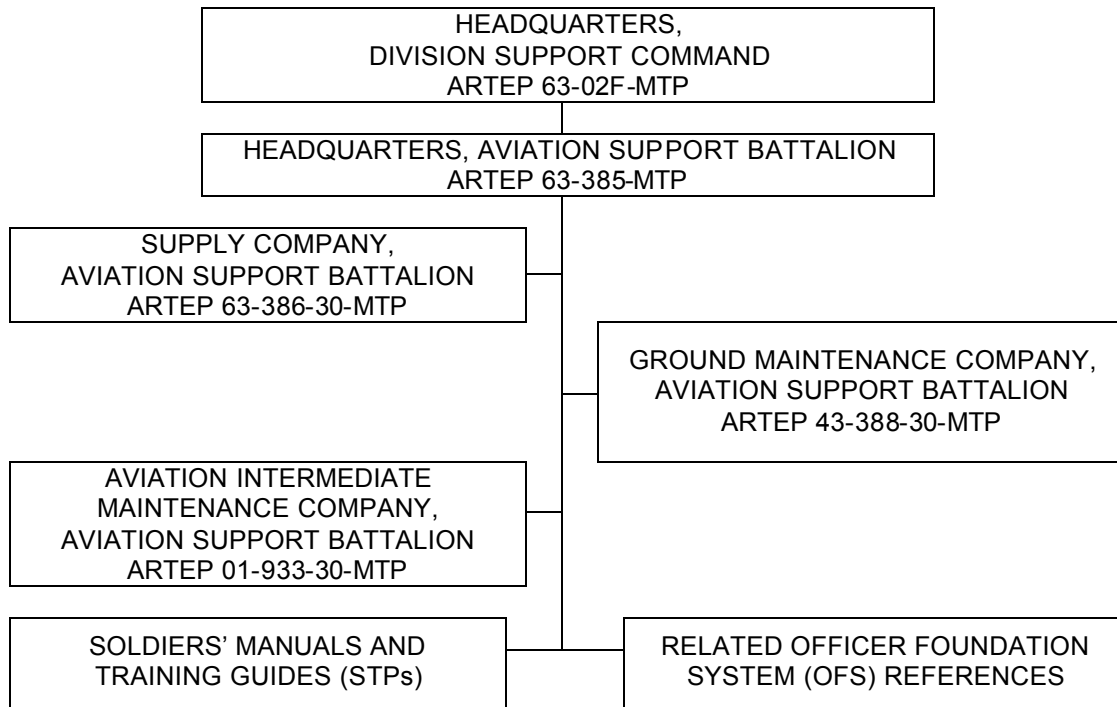 HEADQUARTERS,
DIVISION SUPPORT COMMAND
ARTEP 63-02F-MTP
HEADQUARTERS, AVIATION SUPPORT BATTALION
ARTEP 63-385-MTP
SUPPLY COMPANY,
AVIATION SUPPORT BATTALION
ARTEP 63-386-30-MTP
GROUND MAINTENANCE COMPANY,
AVIATION SUPPORT BATTALION
ARTEP 43-388-30-MTP
AVIATION INTERMEDIATE
MAINTENANCE COMPANY,
AVIATION SUPPORT BATTALION
ARTEP 01-933-30-MTP
SOLDIERS’ MANUALS AND
TRAINING GUIDES (STPs)
RELATED OFFICER FOUNDATION
SYSTEM (OFS) REFERENCES